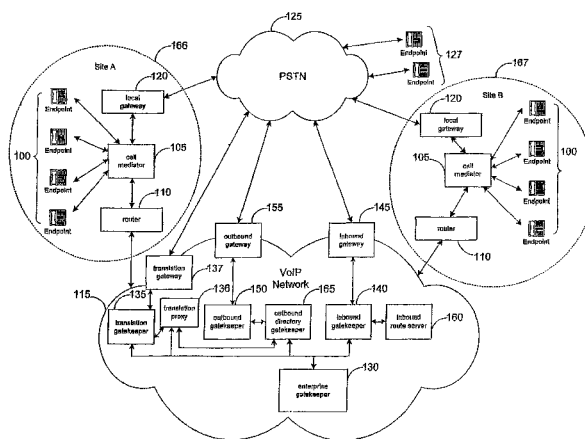 125
166
Site A
120
local
gateway
PSTN
Endpoint
127
Endpoint
167
Site B
120
local
gateway
Endpoint
100
Endpoint
Endpoint
Endpoint
105
call
mediator
110
router
105
call
mediator
Endpoint
Endpoint
100
Endpoint
Endpoint
router
110
155
outbound
gateway
145
inbound
gateway
VoIP
Network
translation
gateway
137
115
135
136
translation
gatekeeper
translation
proxy
150
outbound
gatekeeper
165
outbound
directory
gatekeeper
140
inbound
gatekeeper
inbound
route server
160
130
enterprise
gatekeeper